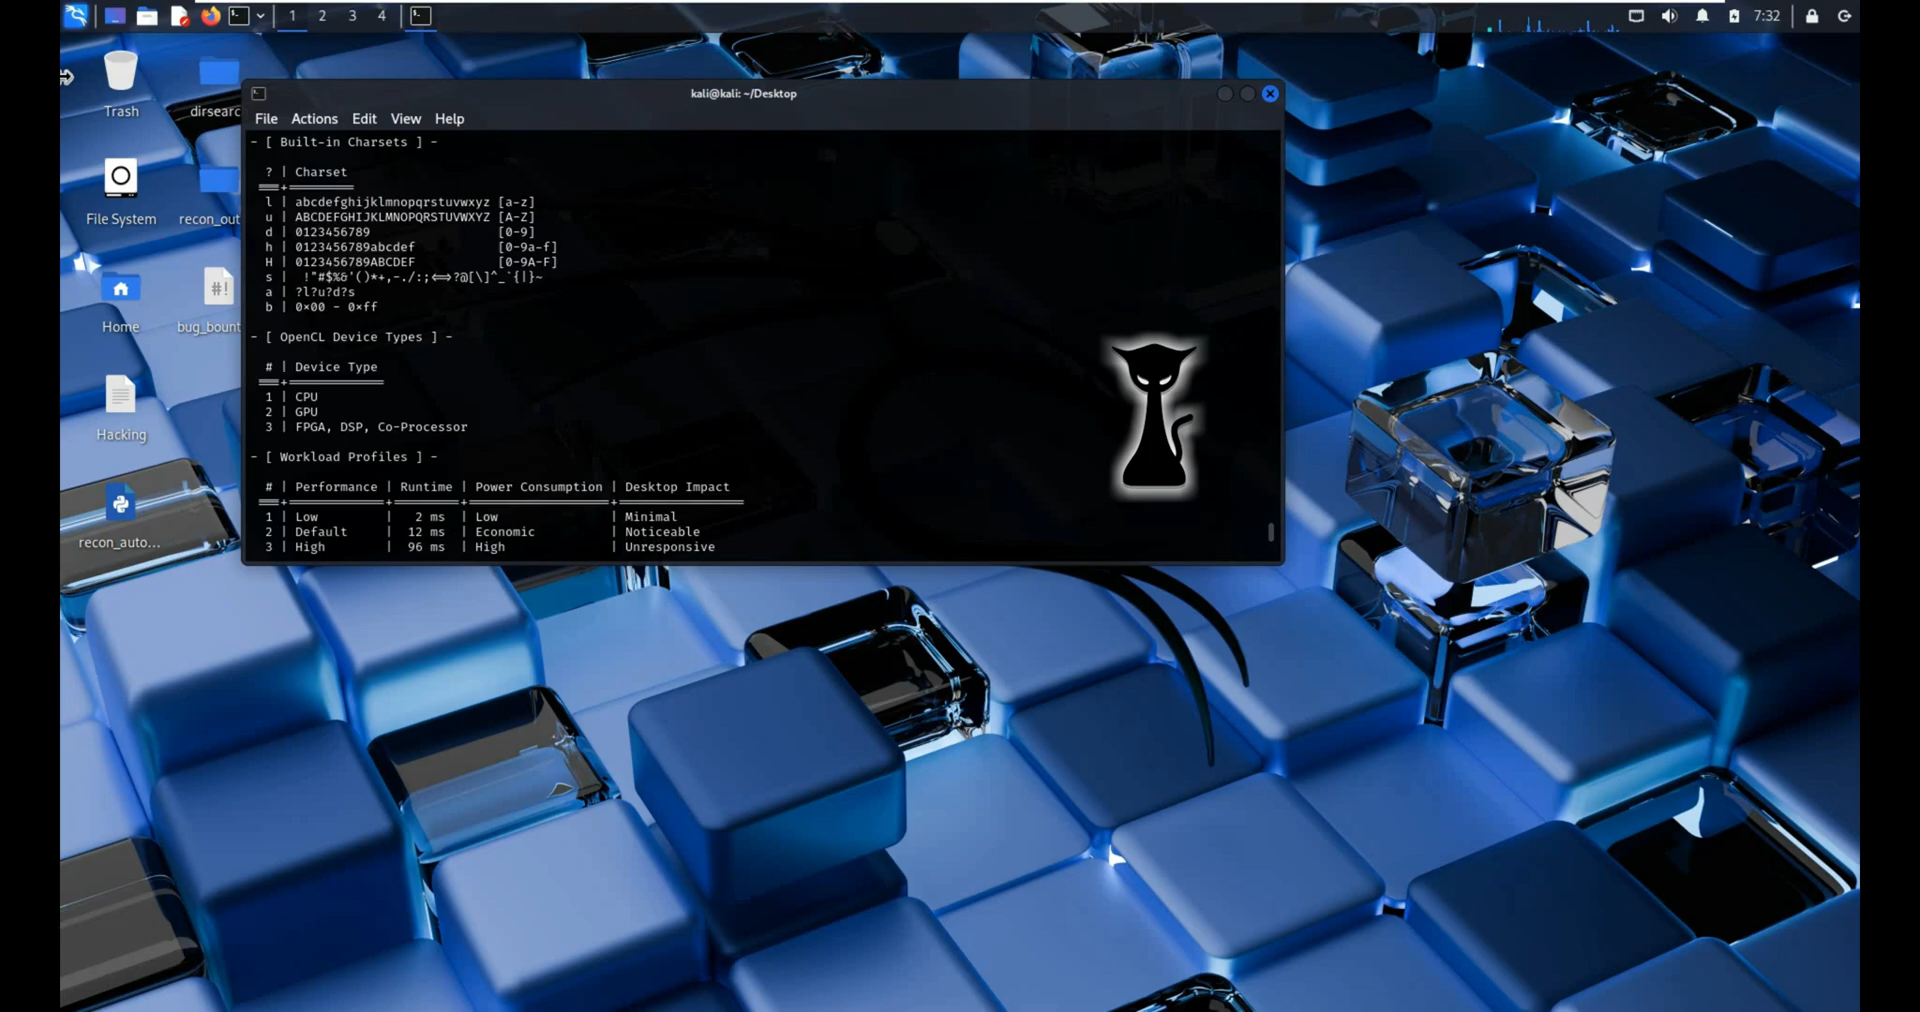 1 2 3 4 7:32
Trash
dirsearc
File System
recon_out
Home
#!
bug_bount
Hacking
recon_auto...
kali@kali: ~/Desktop
File Actions Edit View Help
- [ Built-in Charsets ] -
? | Charset
===+=========
l | abcdefghijklmnopqrstuvwxyz [a-z]
u | ABCDEFGHIJKLMNOPQRSTUVWXYZ [A-Z]
d | 0123456789 [0-9]
h | 0123456789abcdef [0-9a-f]
H | 0123456789ABCDEF [0-9A-F]
s | !"#$%&'()*+,-./:;<=>?@[\]^_`{|}~
a | ?l?u?d?s
b | 0x00 - 0xff
- [ OpenCL Device Types ] -
# | Device Type
===+=============
1 | CPU
2 | GPU
3 | FPGA, DSP, Co-Processor
- [ Workload Profiles ] -
# | Performance | Runtime | Power Consumption | Desktop Impact
===+=============+=========+===================+=================
1 | Low | 2 ms | Low | Minimal
2 | Default | 12 ms | Economic | Noticeable
3 | High | 96 ms | High | Unresponsive